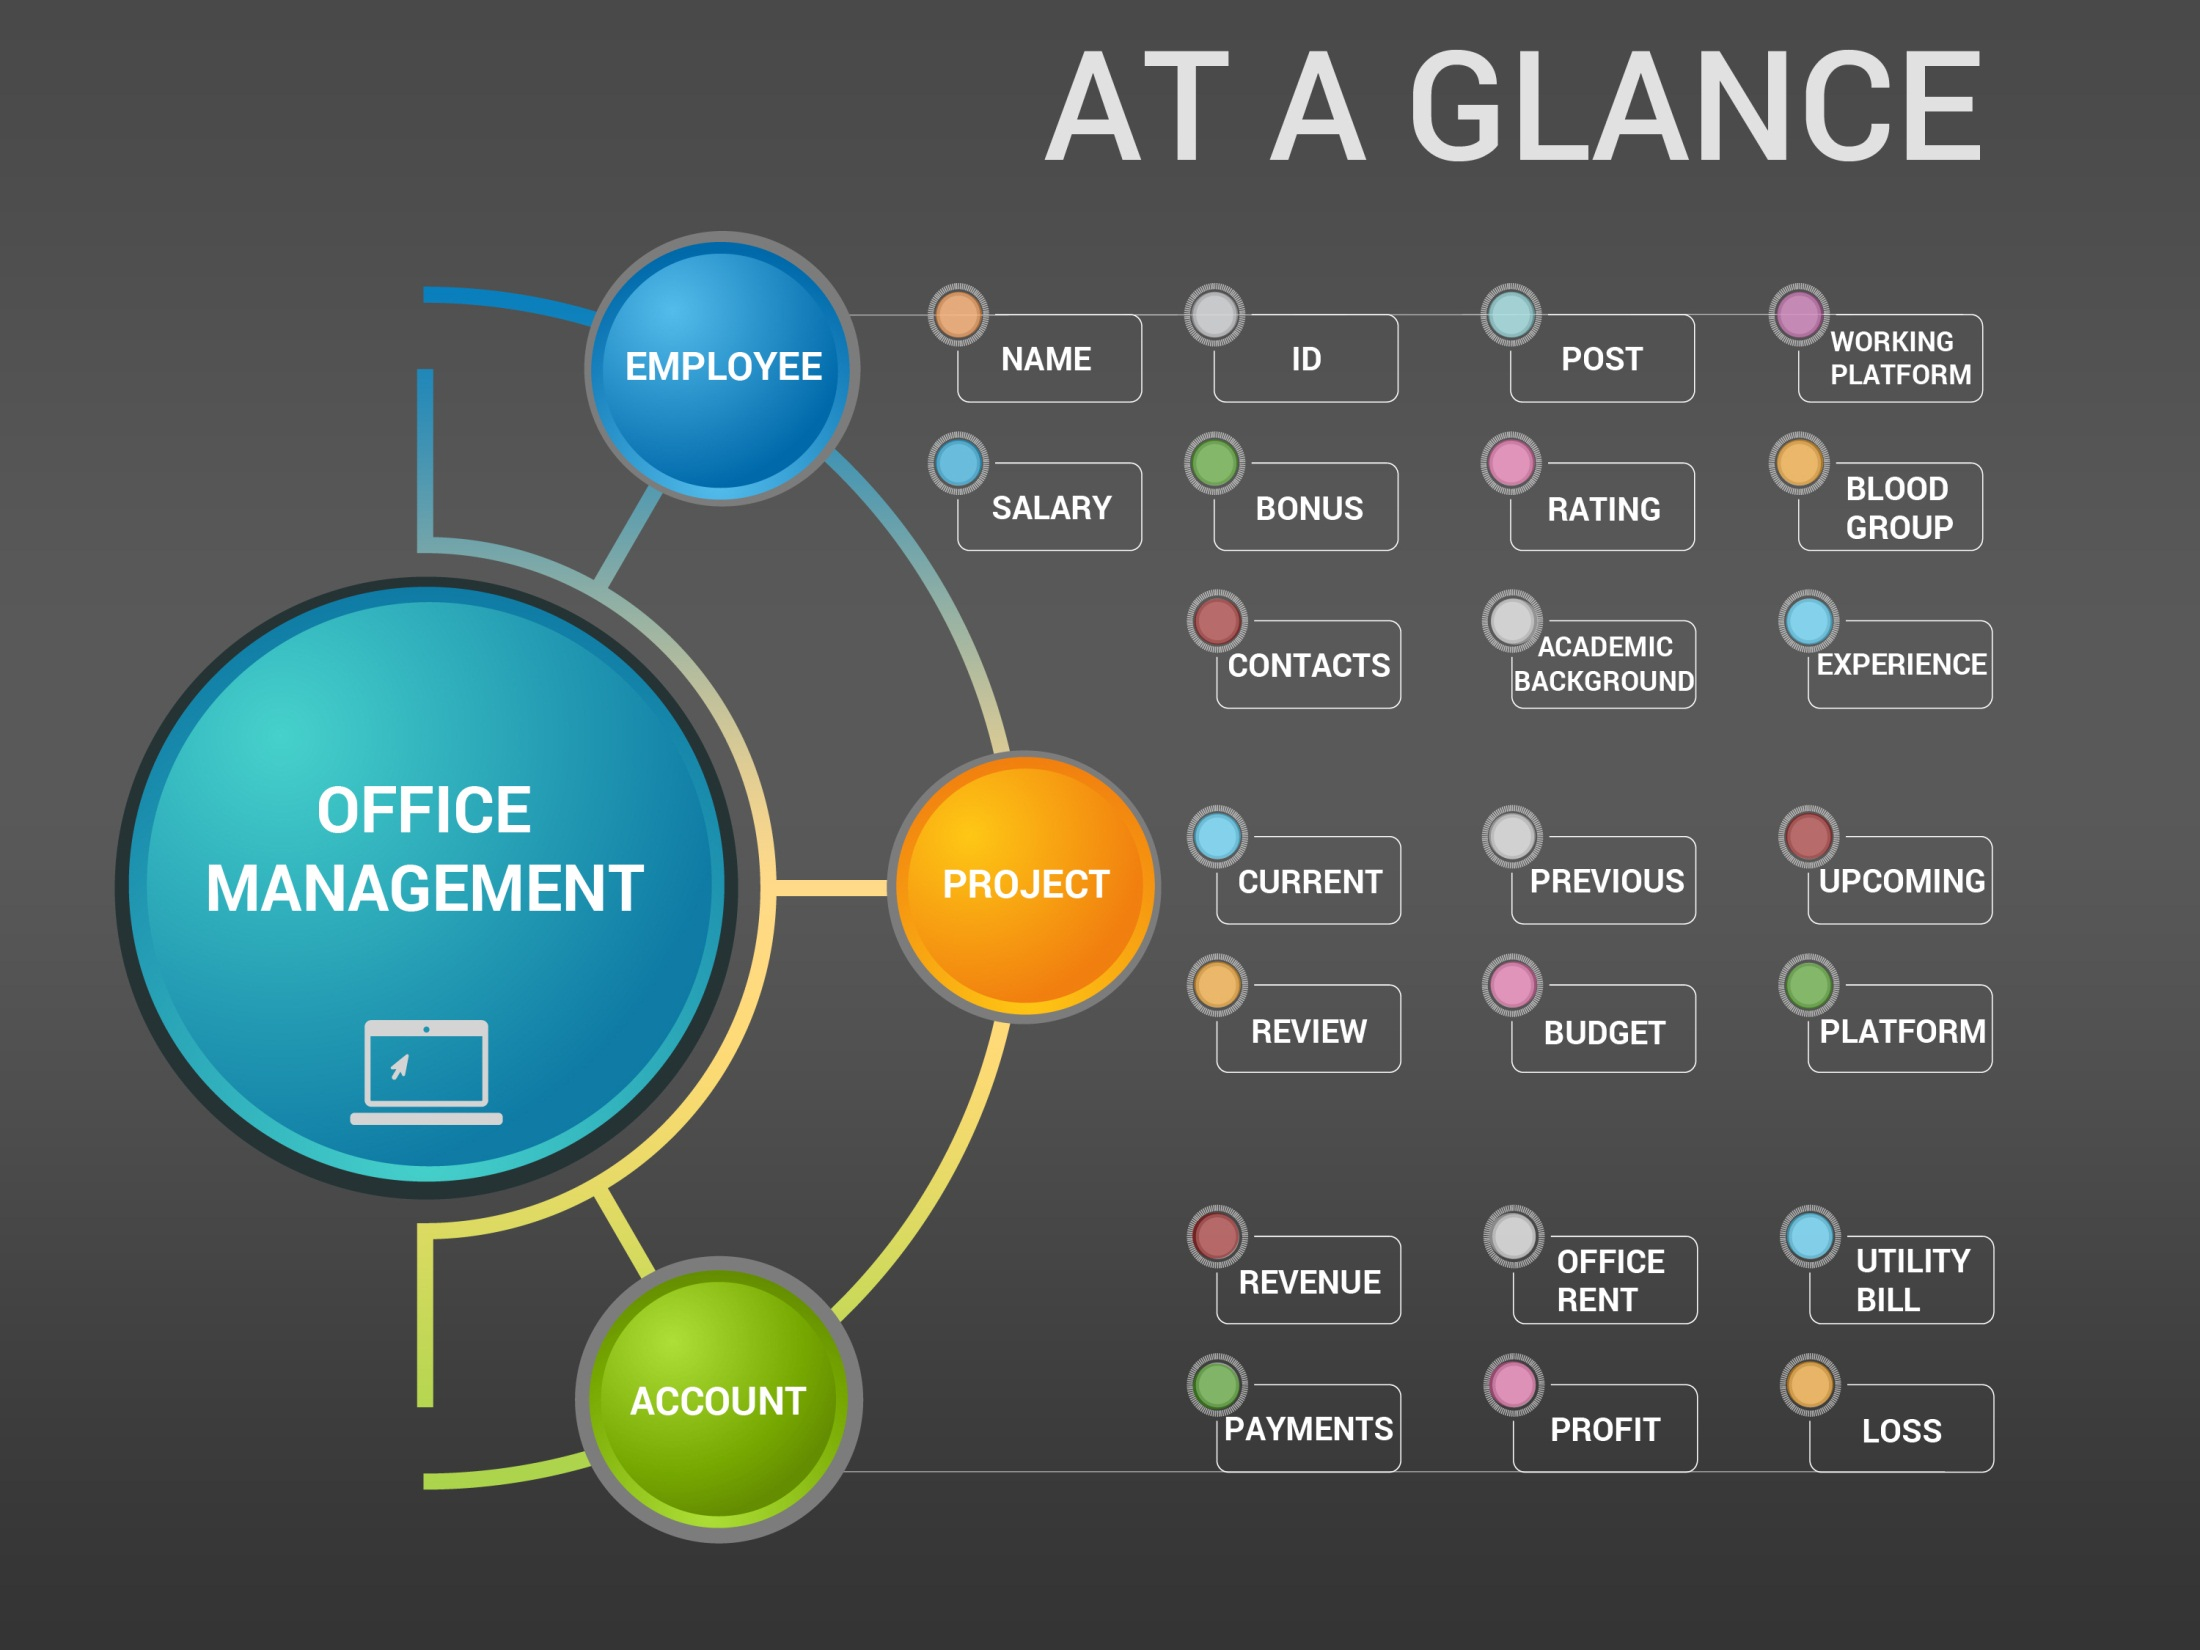 AT A GLANCE
EMPLOYEE
NAME
ID
POST
WORKING
PLATFORM
SALARY
BONUS
RATING
BLOOD
GROUP
CONTACTS
ACADEMIC
BACKGROUND
EXPERIENCE
OFFICE
MANAGEMENT
PROJECT
CURRENT
PREVIOUS
UPCOMING
REVIEW
BUDGET
PLATFORM
ACCOUNT
REVENUE
OFFICE
RENT
UTILITY
BILL
PAYMENTS
PROFIT
LOSS